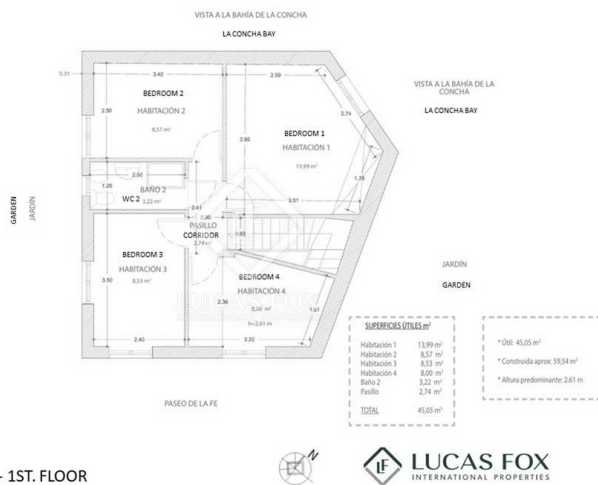 VISTA A LA BAHÍA DE LA CONCHA
LA CONCHA BAY
VISTA A LA BAHÍA DE LA
CONCHA
LA CONCHA BAY
0.31
3.40
2.59
2.50
BEDROOM 2
HABITACIÓN 2
8,57 m²
2.74
3.98
BEDROOM 1
HABITACIÓN 1
13,99 m²
GARDEN
JARDÍN
2.50
1.26
BAÑO 2
WC 2
3,22 m²
2.41
3.51
0.90
PASILLO
CORRIDOR
2,74 m²
0.83
BEDROOM 3
HABITACIÓN 3
8,53 m²
3.50
2.40
BEDROOM 4
HABITACIÓN 4
8,00 m²
h=2,61 m
3.20
LUCAS FOX
JARDÍN
GARDEN
PASEO DE LA FE
SUPERFICIES ÚTILES m²
Habitación 1 13,99 m²
Habitación 2 8,57 m²
Habitación 3 8,53 m²
Habitación 4 8,00 m²
Baño 2 3,22 m²
Pasillo 2,74 m²
TOTAL 45,05 m²
* Útil: 45,05 m²
* Construida aprox: 59,54 m²
* Altura predominante: 2.61 m
- 1ST. FLOOR
N
LF
LUCAS FOX
INTERNATIONAL PROPERTIES